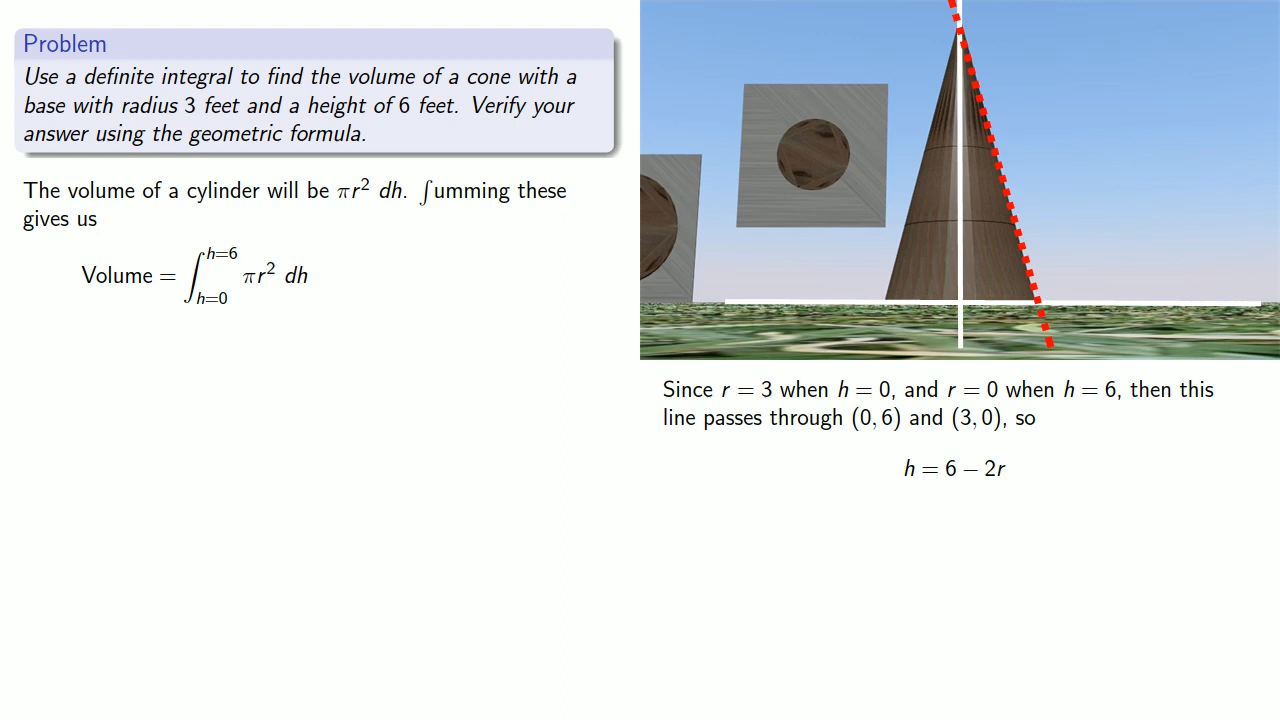 Problem
Use a definite integral to find the volume of a cone with a
base with radius 3 feet and a height of 6 feet. Verify your
answer using the geometric formula.
The volume of a cylinder will be πr² dh. ∫umming these
gives us
Volume = ∫_{h=0}^{h=6} πr² dh
Since r = 3 when h = 0, and r = 0 when h = 6, then this
line passes through (0, 6) and (3, 0), so
h = 6 − 2r